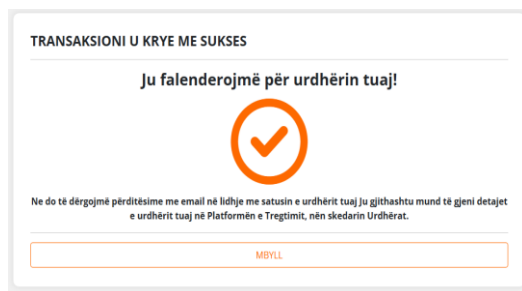 TRANSAKSIONI U KRYE ME SUKSES
Ju falenderojmë për urdhërin tuaj!
Ne do të dërgojmë përditësime me email në lidhje me satusin e urdhërit tuaj Ju gjithashtu mund të gjeni detajet
e urdhërit tuaj në Platformën e Tregtimit, nën skedarin Urdhërat.
MBYLL